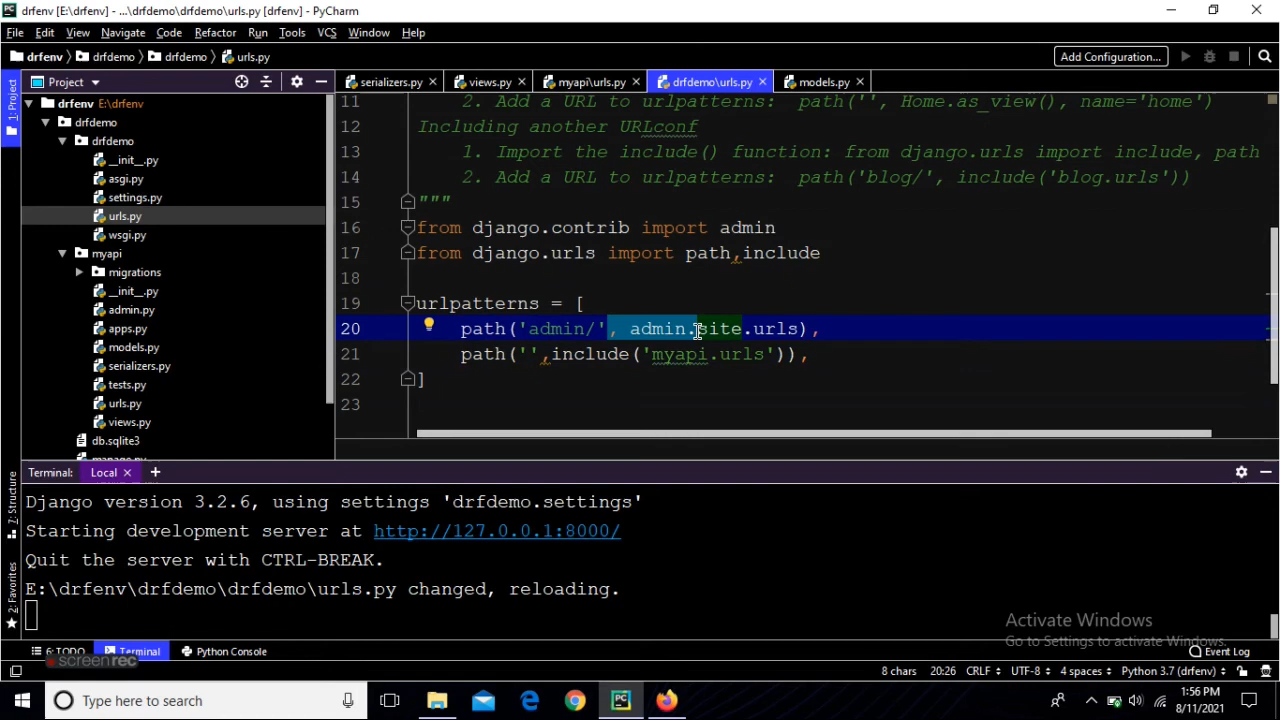 drfenv [E:\drfenv] - ...\drfdemo\drfdemo\urls.py [drfenv] - PyCharm
File Edit View Navigate Code Refactor Run Tools VCS Window Help
drfenv drfdemo drfdemo urls.py Add Configuration...
1: Project
Project
serializers.py views.py myapi\urls.py drfdemo\urls.py models.py
drfenv E:\drfenv
drfdemo
drfdemo
__init__.py
asgi.py
settings.py
urls.py
wsgi.py
myapi
migrations
__init__.py
admin.py
apps.py
models.py
serializers.py
tests.py
urls.py
views.py
db.sqlite3
manage.py
11 2. Add a URL to urlpatterns:  path('', Home.as_view(), name='home')
12 Including another URLconf
13 1. Import the include() function: from django.urls import include, path
14 2. Add a URL to urlpatterns:  path('blog/', include('blog.urls'))
15 """
16 from django.contrib import admin
17 from django.urls import path,include
18
19 urlpatterns = [
20 path('admin/', admin.site.urls),
21 path('',include('myapi.urls')),
22 ]
23
Terminal: Local +
7: Structure
2: Favorites
Django version 3.2.6, using settings 'drfdemo.settings'
Starting development server at http://127.0.0.1:8000/
Quit the server with CTRL-BREAK.
E:\drfenv\drfdemo\drfdemo\urls.py changed, reloading.
Activate Windows
Go to Settings to activate Windows.
6: TODO Terminal Python Console Event Log
screenrec
8 chars 20:26 CRLF UTF-8 4 spaces Python 3.7 (drfenv)
Type here to search
1:56 PM
8/11/2021